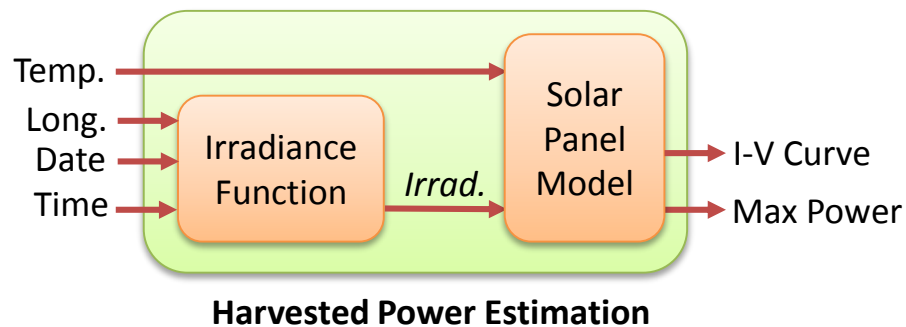 Temp.
Long.
Date
Time
Irradiance
Function
Irrad.
Solar
Panel
Model
I-V Curve
Max Power
Harvested Power Estimation